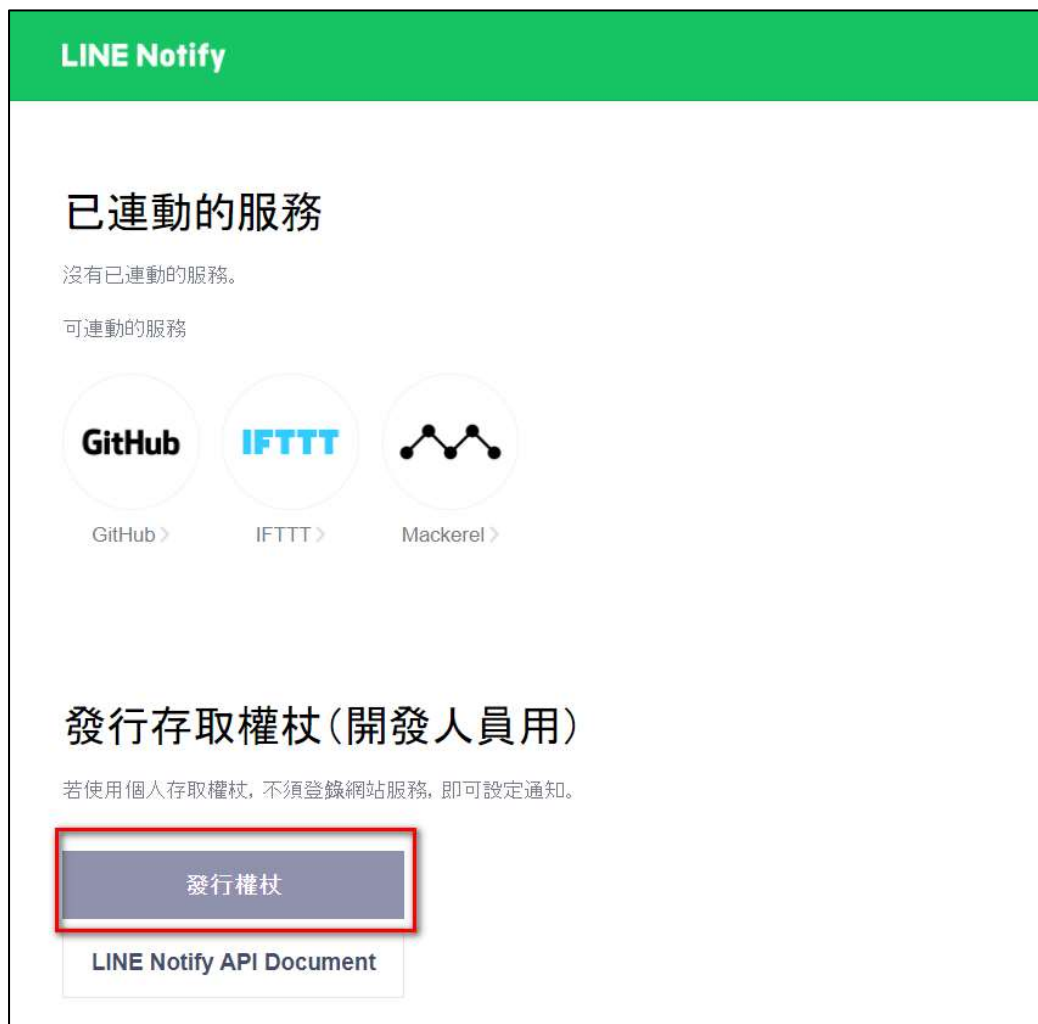 LINE Notify
已連動的服務
沒有已連動的服務。
可連動的服務
GitHub IFTTT
GitHub IFTTT Mackerel
發行存取權杖(開發人員用)
若使用個人存取權杖, 不須登錄網站服務, 即可設定通知。
發行權杖
LINE Notify API Document